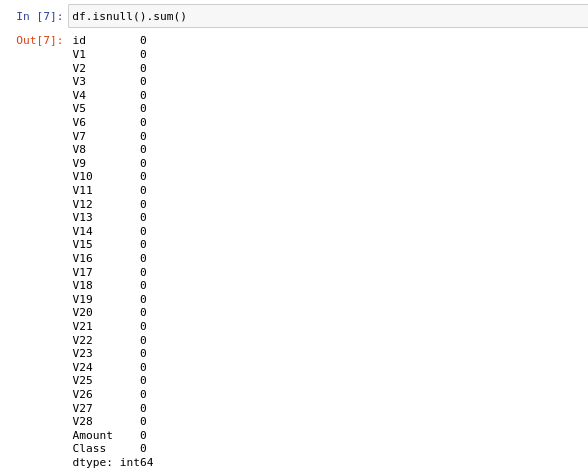 In [7]: df.isnull().sum()
Out[7]: id 0
V1 0
V2 0
V3 0
V4 0
V5 0
V6 0
V7 0
V8 0
V9 0
V10 0
V11 0
V12 0
V13 0
V14 0
V15 0
V16 0
V17 0
V18 0
V19 0
V20 0
V21 0
V22 0
V23 0
V24 0
V25 0
V26 0
V27 0
V28 0
Amount 0
Class 0
dtype: int64